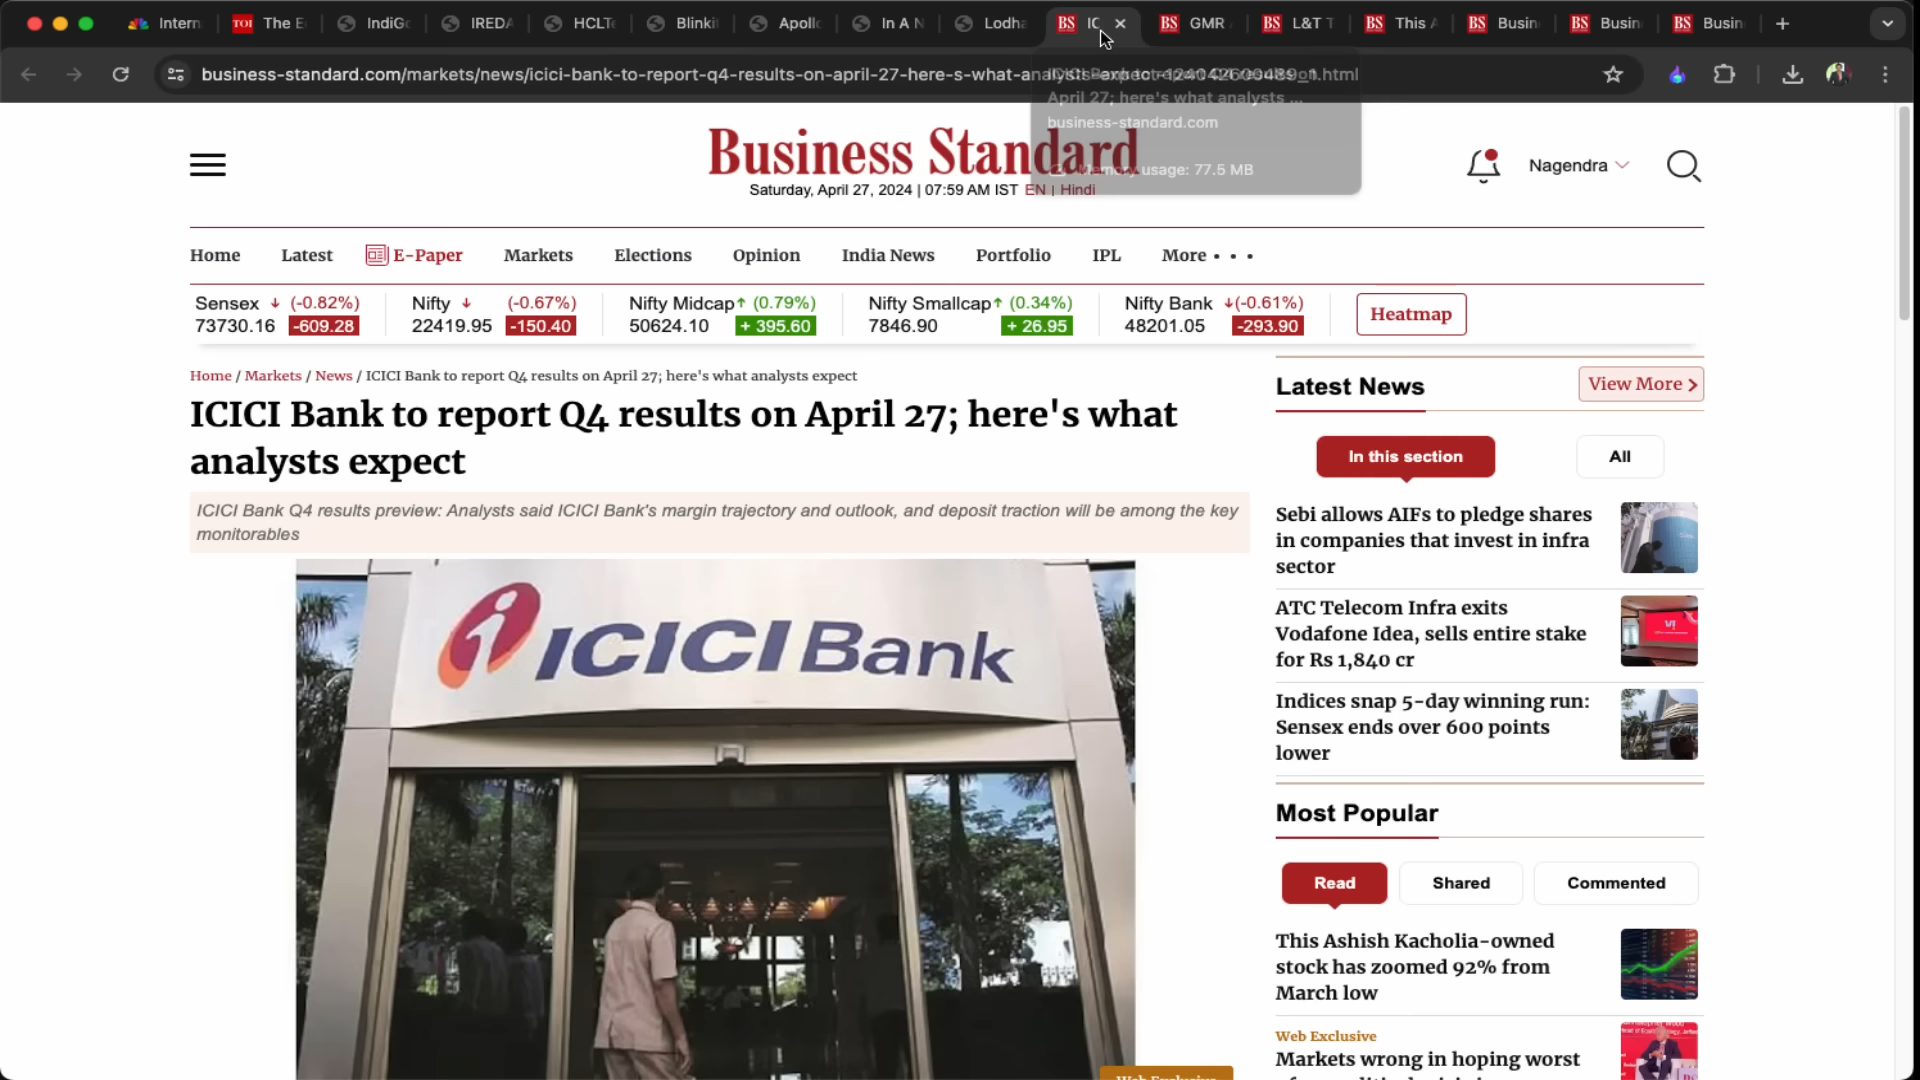 Intern
TOI The E
IndiGo
IREDA
HCLTe
Blinkit
Apollo
In A N
Lodha
BS IC
BS GMR
BS L&T T
BS This A
BS Busin
BS Busin
BS Busin
business-standard.com/markets/news/icici-bank-to-report-q4-results-on-april-27-here-s-what-analysts-expect-124042600489_1.html
April 27; here's what analysts ...
business-standard.com
Memory usage: 77.5 MB
Business Standard
Saturday, April 27, 2024 | 07:59 AM IST EN | Hindi
Nagendra
Home Latest E-Paper Markets Elections Opinion India News Portfolio IPL More
Sensex ↓ (-0.82%)
73730.16 -609.28
Nifty ↓ (-0.67%)
22419.95 -150.40
Nifty Midcap↑ (0.79%)
50624.10 + 395.60
Nifty Smallcap↑ (0.34%)
7846.90 + 26.95
Nifty Bank ↓(-0.61%)
48201.05 -293.90
Heatmap
Home / Markets / News / ICICI Bank to report Q4 results on April 27; here's what analysts expect
ICICI Bank to report Q4 results on April 27; here's what
analysts expect
ICICI Bank Q4 results preview: Analysts said ICICI Bank's margin trajectory and outlook, and deposit traction will be among the key
monitorables
ICICI Bank
Web Exclusive
Latest News
View More
In this section
All
Sebi allows AIFs to pledge shares
in companies that invest in infra
sector
ATC Telecom Infra exits
Vodafone Idea, sells entire stake
for Rs 1,840 cr
Indices snap 5-day winning run:
Sensex ends over 600 points
lower
Most Popular
Read
Shared
Commented
This Ashish Kacholia-owned
stock has zoomed 92% from
March low
Web Exclusive
Markets wrong in hoping worst